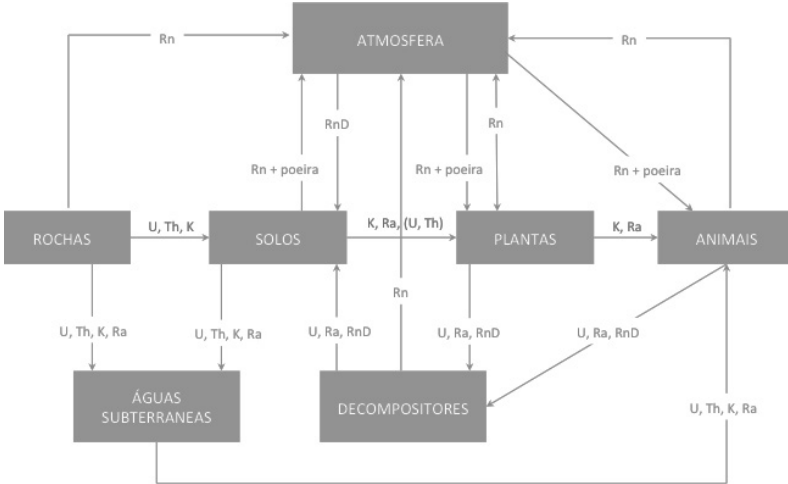 Rn
ATMOSFERA
Rn
RnD
Rn
Rn + poeira
Rn + poeira
Rn + poeira
ROCHAS
U, Th, K
SOLOS
K, Ra, (U, Th)
PLANTAS
K, Ra
ANIMAIS
Rn
U, Th, K, Ra
U, Th, K, Ra
U, Ra, RnD
U, Ra, RnD
U, Ra, RnD
ÁGUAS
SUBTERRANEAS
DECOMPOSITORES
U, Th, K, Ra